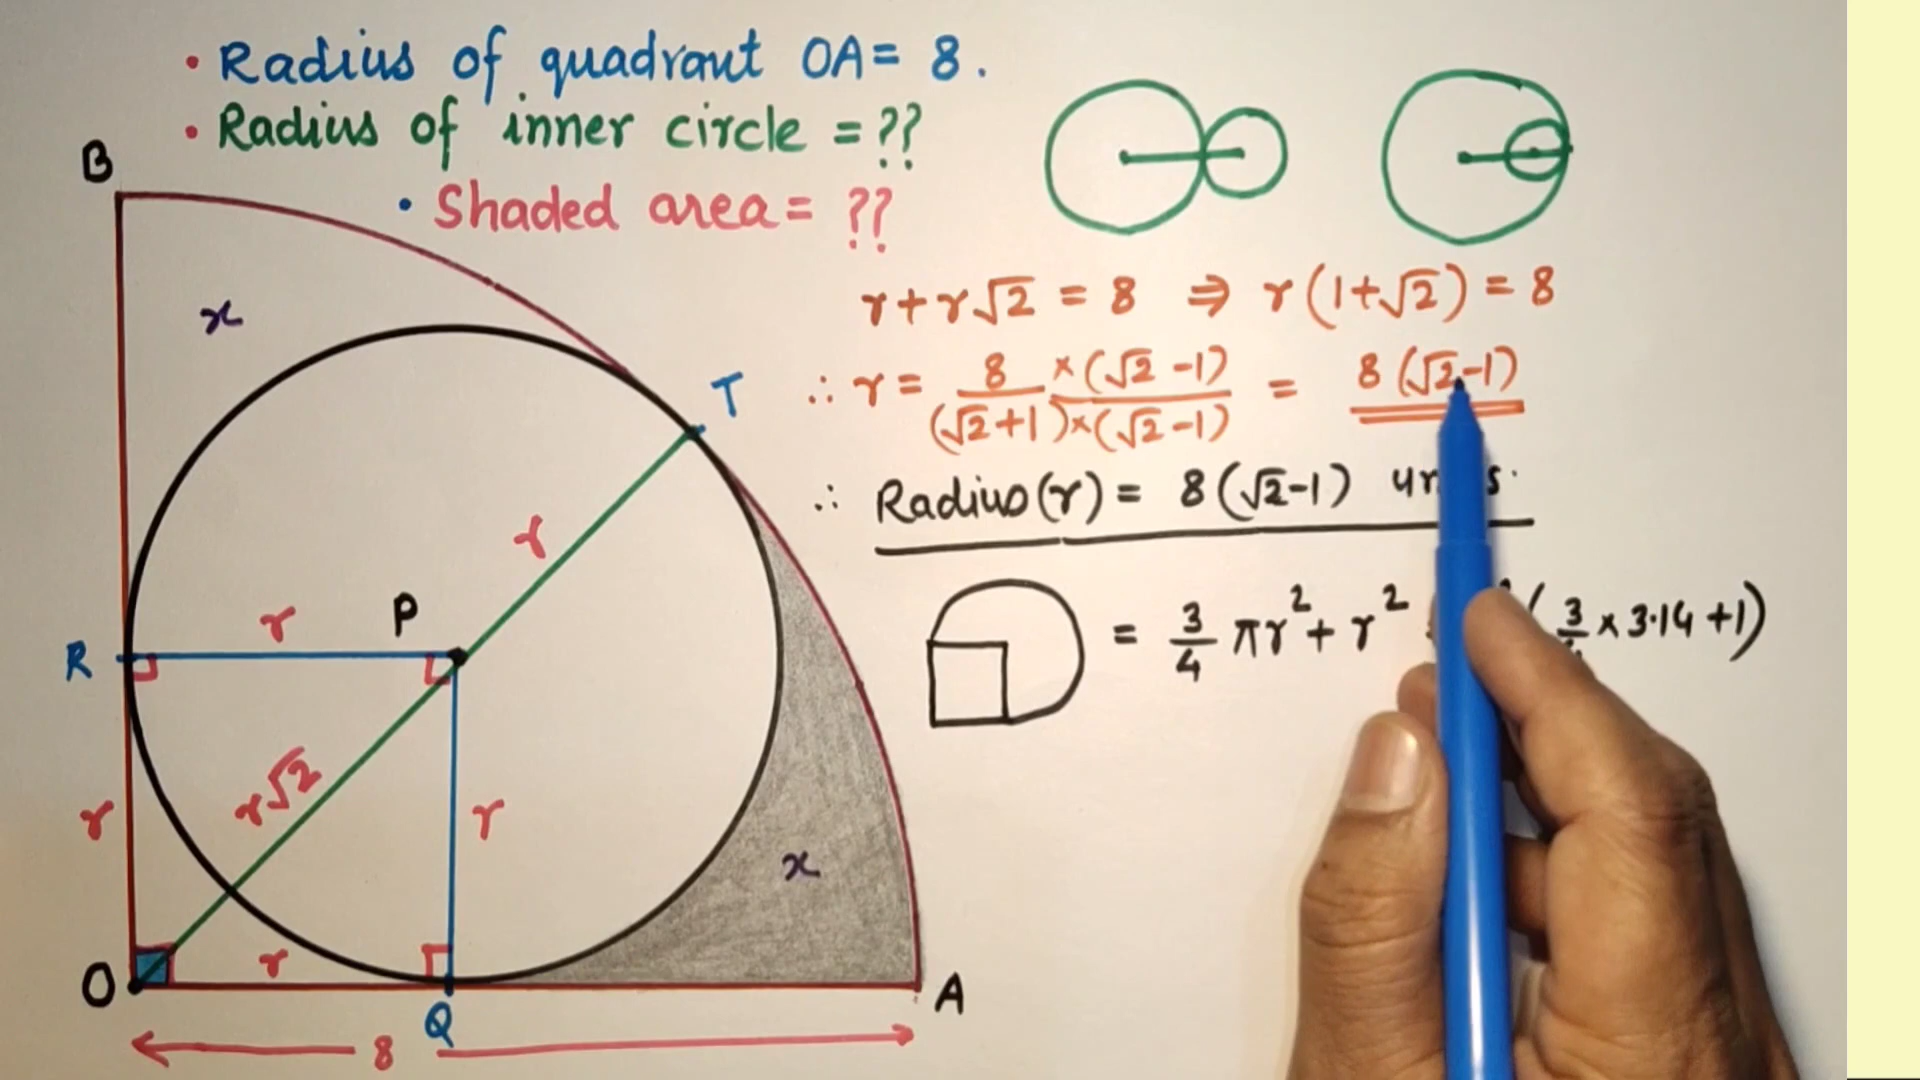 • Radius of quadrant OA = 8.
• Radius of inner circle = ??
• Shaded area = ??
B
x
r + r√2 = 8 ⇒ r(1+√2) = 8
T
∴ r = 8/(√2+1) × (√2-1)/×(√2-1) = 8(√2-1)
∴ Radius(r) = 8(√2-1)
r
r
P
R
= 3/4 πr² + r²
× 3·14 + 1)
r√2
r
r
x
O
r
A
Q
8